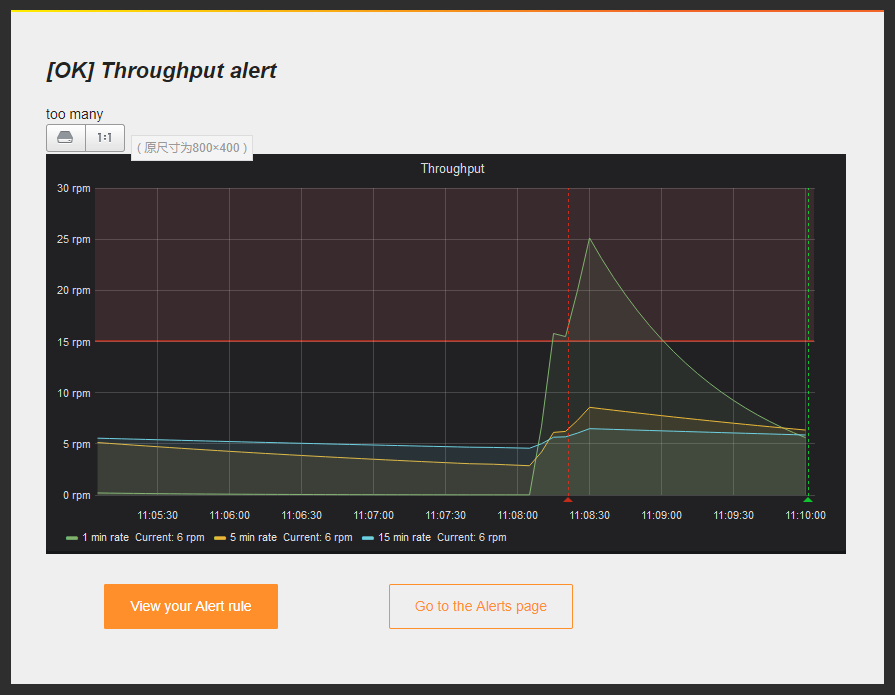 [OK] Throughput alert
too many
1:1
( 原尺寸为800×400 )
Throughput
30 rpm
25 rpm
20 rpm
15 rpm
10 rpm
5 rpm
0 rpm
11:05:30 11:06:00 11:06:30 11:07:00 11:07:30 11:08:00 11:08:30 11:09:00 11:09:30 11:10:00
1 min rate Current: 6 rpm 5 min rate Current: 6 rpm 15 min rate Current: 6 rpm
View your Alert rule Go to the Alerts page